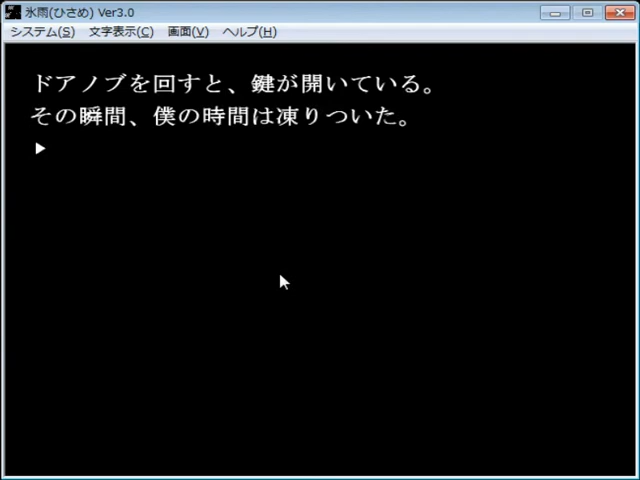 氷雨(ひさめ) Ver3.0
システム(S) 文字表示(C) 画面(V) ヘルプ(H)
ドアノブを回すと、鍵が開いている。
その瞬間、僕の時間は凍りついた。